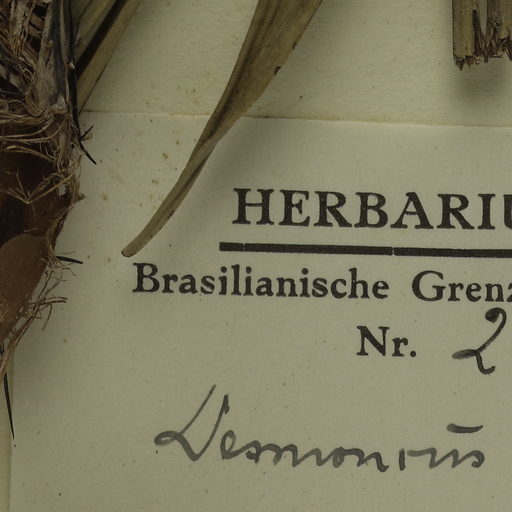 HERBARIU
Brasilianische Grenz
Nr. 2
Desmoncus